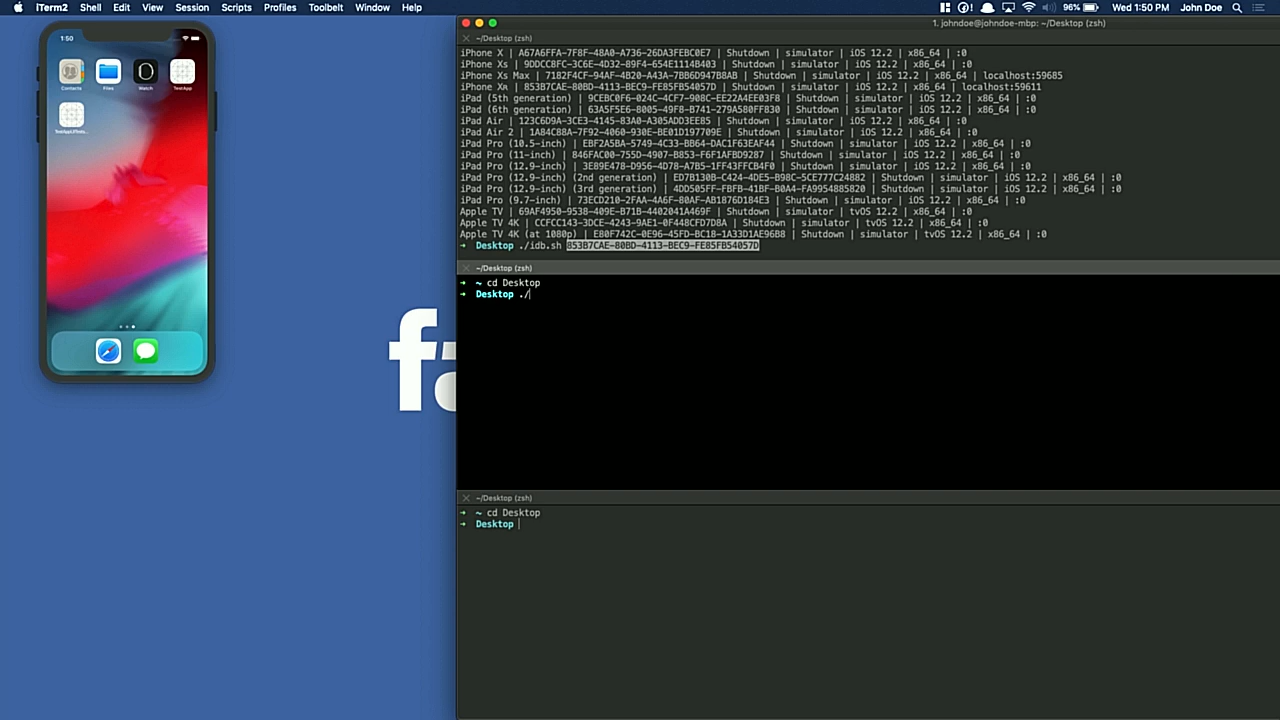 iTerm2 Shell Edit View Session Scripts Profiles Toolbelt Window Help
96% Wed 1:50 PM John Doe
1:50
Contacts Files Watch TestApp
TestAppUITests...
fa
1. johndoe@johndoe-mbp: ~/Desktop (zsh)
~/Desktop (zsh)
iPhone X | A67A6FFA-7F8F-48A0-A736-26DA3FEBC0E7 | Shutdown | simulator | iOS 12.2 | x86_64 | :0
iPhone Xs | 9DDCC8FC-3C6E-4D32-89F4-654E1114B403 | Shutdown | simulator | iOS 12.2 | x86_64 | :0
iPhone Xs Max | 7182F4CF-94AF-4B20-A43A-7BB6D947B8AB | Shutdown | simulator | iOS 12.2 | x86_64 | localhost:59685
iPhone Xʀ | 853B7CAE-80BD-4113-BEC9-FE85FB54057D | Shutdown | simulator | iOS 12.2 | x86_64 | localhost:59611
iPad (5th generation) | 9CEBC0F6-024C-4CF7-908C-EE22A4EE03F8 | Shutdown | simulator | iOS 12.2 | x86_64 | :0
iPad (6th generation) | 63A5F5E6-8005-49F8-B741-279A580FF830 | Shutdown | simulator | iOS 12.2 | x86_64 | :0
iPad Air | 123C6D9A-3CE3-4145-83A0-A305ADD3EE85 | Shutdown | simulator | iOS 12.2 | x86_64 | :0
iPad Air 2 | 1A84C88A-7F92-4060-930E-BE01D197709E | Shutdown | simulator | iOS 12.2 | x86_64 | :0
iPad Pro (10.5-inch) | EBF2A5BA-5749-4C33-BB64-DAC1F63EAF44 | Shutdown | simulator | iOS 12.2 | x86_64 | :0
iPad Pro (11-inch) | 846FAC00-755D-4907-B853-F6F1AFBD9287 | Shutdown | simulator | iOS 12.2 | x86_64 | :0
iPad Pro (12.9-inch) | 3E89E478-D956-4D78-A7B5-1FF43FFCB4F0 | Shutdown | simulator | iOS 12.2 | x86_64 | :0
iPad Pro (12.9-inch) (2nd generation) | ED7B130B-C424-4DE5-B98C-5CE777C24882 | Shutdown | simulator | iOS 12.2 | x86_64 | :0
iPad Pro (12.9-inch) (3rd generation) | 4DD505FF-FBFB-41BF-B0A4-FA9954885820 | Shutdown | simulator | iOS 12.2 | x86_64 | :0
iPad Pro (9.7-inch) | 73ECD210-2FAA-4A6F-80AF-AB1876D184E3 | Shutdown | simulator | iOS 12.2 | x86_64 | :0
Apple TV | 69AF4950-9538-409E-B71B-4402041A469F | Shutdown | simulator | tvOS 12.2 | x86_64 | :0
Apple TV 4K | CCFCC143-3DCE-4243-9AE1-0F448CFD7D8A | Shutdown | simulator | tvOS 12.2 | x86_64 | :0
Apple TV 4K (at 1080p) | E80F742C-0E96-45FD-BC18-1A33D1AE96B8 | Shutdown | simulator | tvOS 12.2 | x86_64 | :0
➜ Desktop ./idb.sh 853B7CAE-80BD-4113-BEC9-FE85FB54057D
~/Desktop (zsh)
➜ ~ cd Desktop
➜ Desktop ./
~/Desktop (zsh)
➜ ~ cd Desktop
➜ Desktop